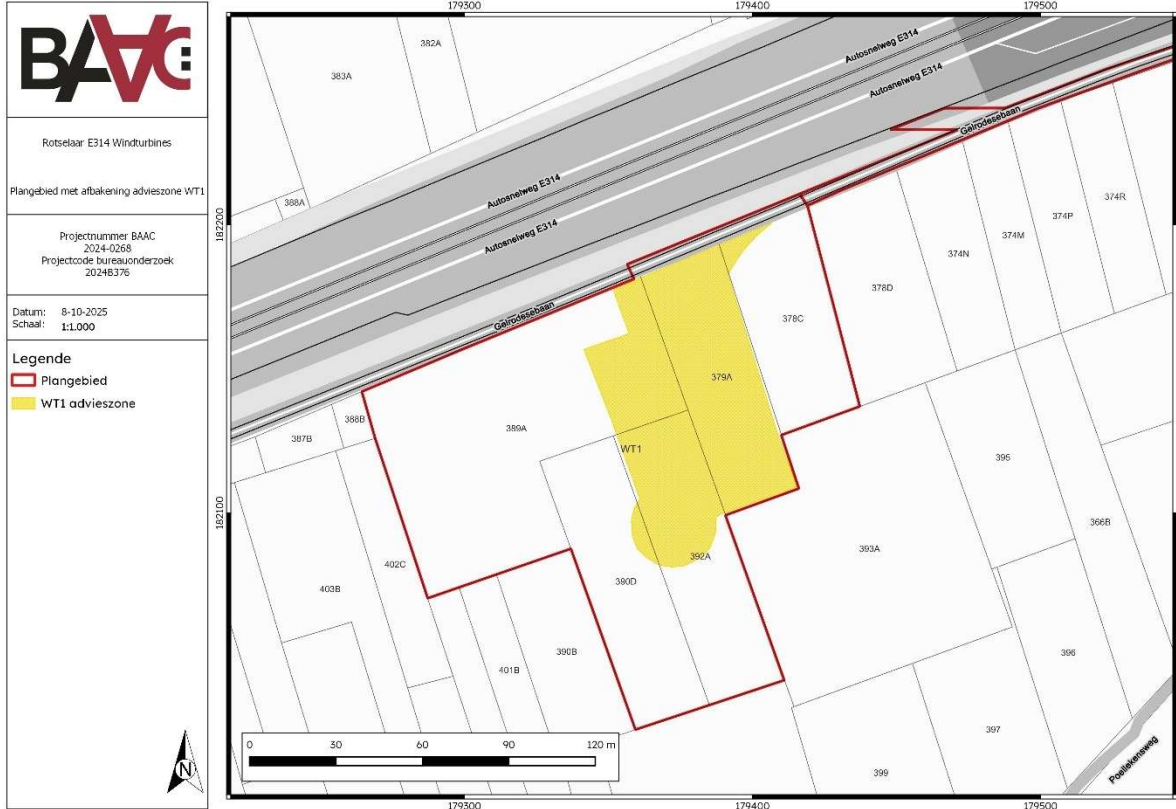 BAAC
Rotselaar E314 Windturbines
Plangebied met afbakening advieszone WT1
Projectnummer BAAC
2024-0268
Projectcode bureauonderzoek
2024B376
Datum: 8-10-2025
Schaal: 1:1.000
Legende
Plangebied
WT1 advieszone
N
179300
179400
179500
182200
182100
382A
383A
388A
Autosnelweg E314
Autosnelweg E314
Autosnelweg E314
Autosnelweg E314
Gelrodesebaan
Gelrodesebaan
374R
374P
374M
374N
378D
378C
379A
389A
388B
387B
WT1
395
366B
393A
392A
390D
402C
403B
390B
401B
396
397
399
Poellekensweg
0 30 60 90 120 m
179300
179400
179500